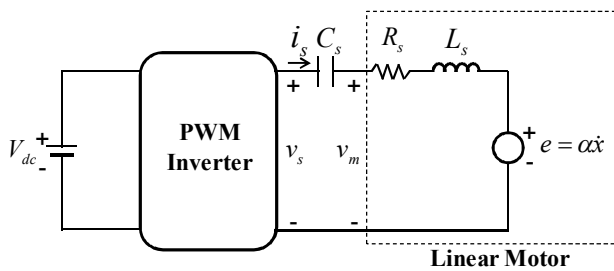 i_s C_s R_s L_s
+ + +
V_dc + - PWM Inverter v_s v_m + - e = αẋ
- -
Linear Motor